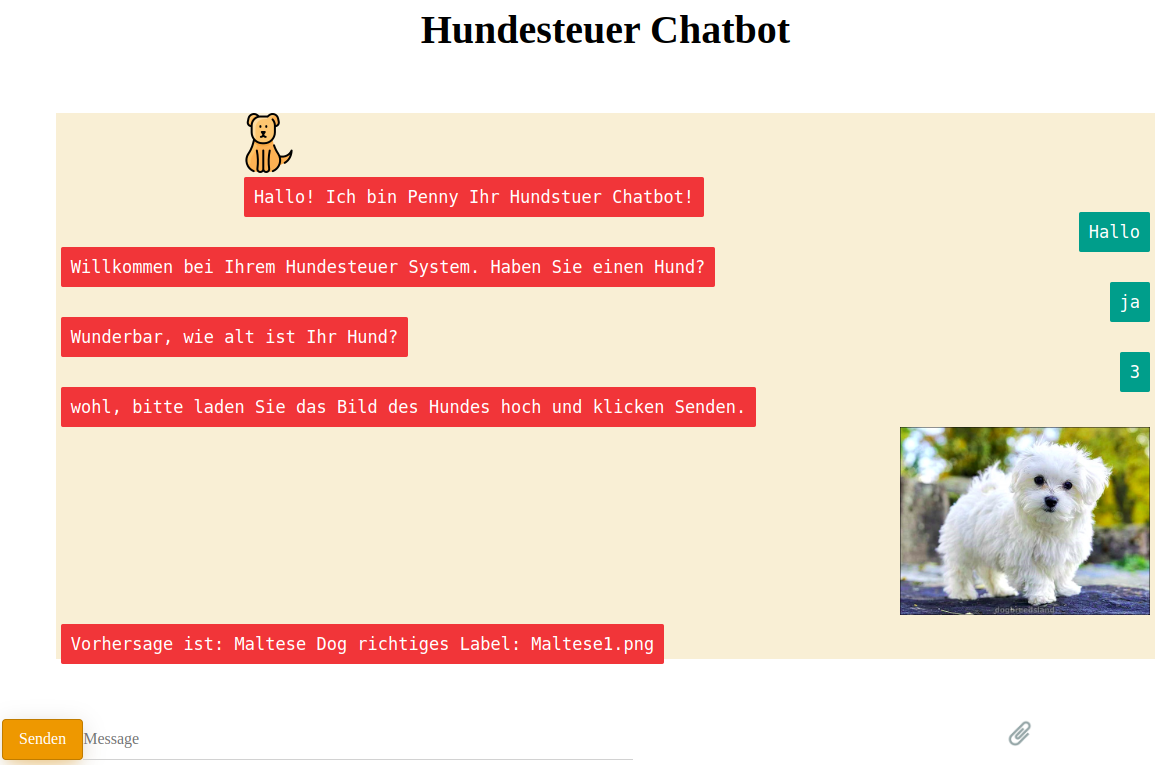 Hundesteuer Chatbot
Hallo! Ich bin Penny Ihr Hundstuer Chatbot!
Hallo
Willkommen bei Ihrem Hundesteuer System. Haben Sie einen Hund?
ja
Wunderbar, wie alt ist Ihr Hund?
3
wohl, bitte laden Sie das Bild des Hundes hoch und klicken Senden.
dogbreedsland
Vorhersage ist: Maltese Dog richtiges Label: Maltese1.png
Senden Message